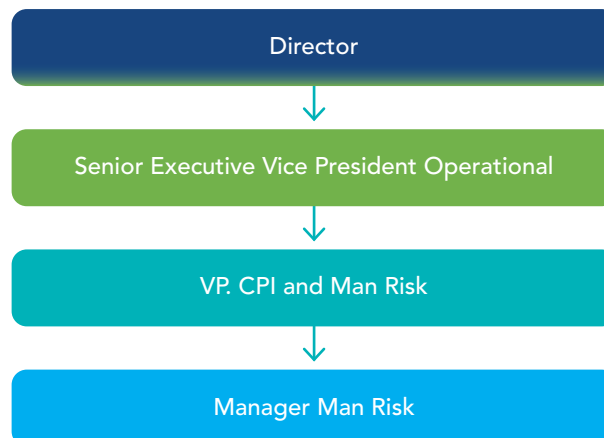 Director
Senior Executive Vice President Operational
VP. CPI and Man Risk
Manager Man Risk